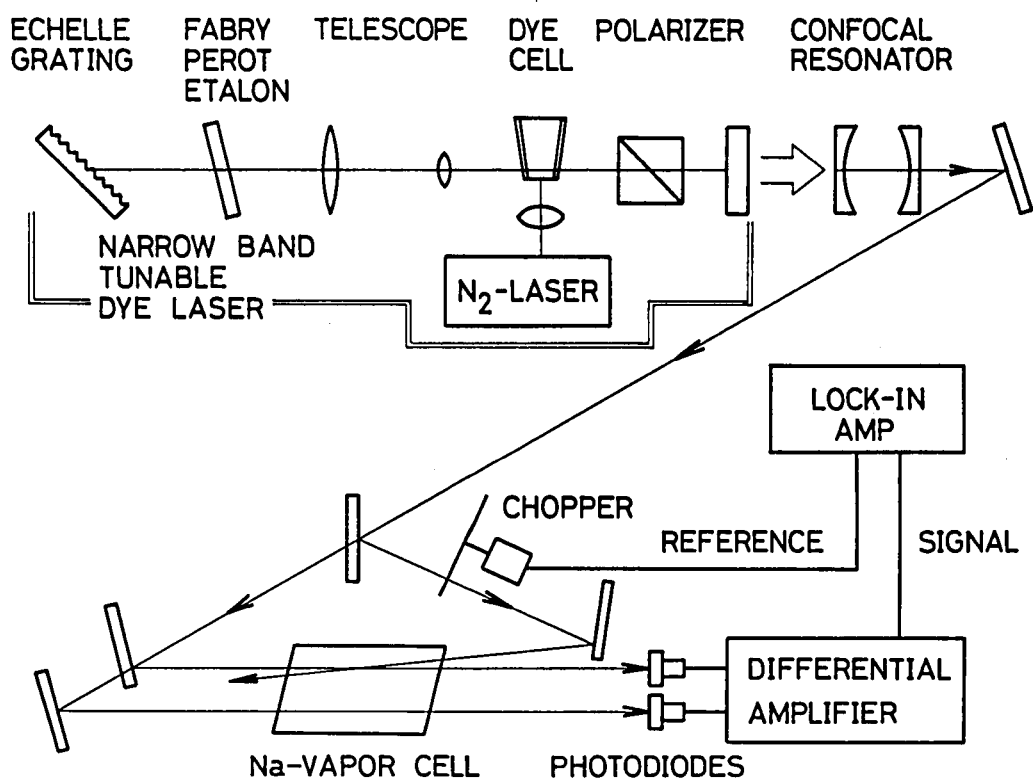 ECHELLE
GRATING
FABRY
PEROT
ETALON
TELESCOPE
DYE
CELL
POLARIZER
CONFOCAL
RESONATOR
NARROW BAND
TUNABLE
DYE LASER
N₂-LASER
LOCK-IN
AMP
CHOPPER
REFERENCE
SIGNAL
DIFFERENTIAL
AMPLIFIER
Na-VAPOR CELL
PHOTODIODES